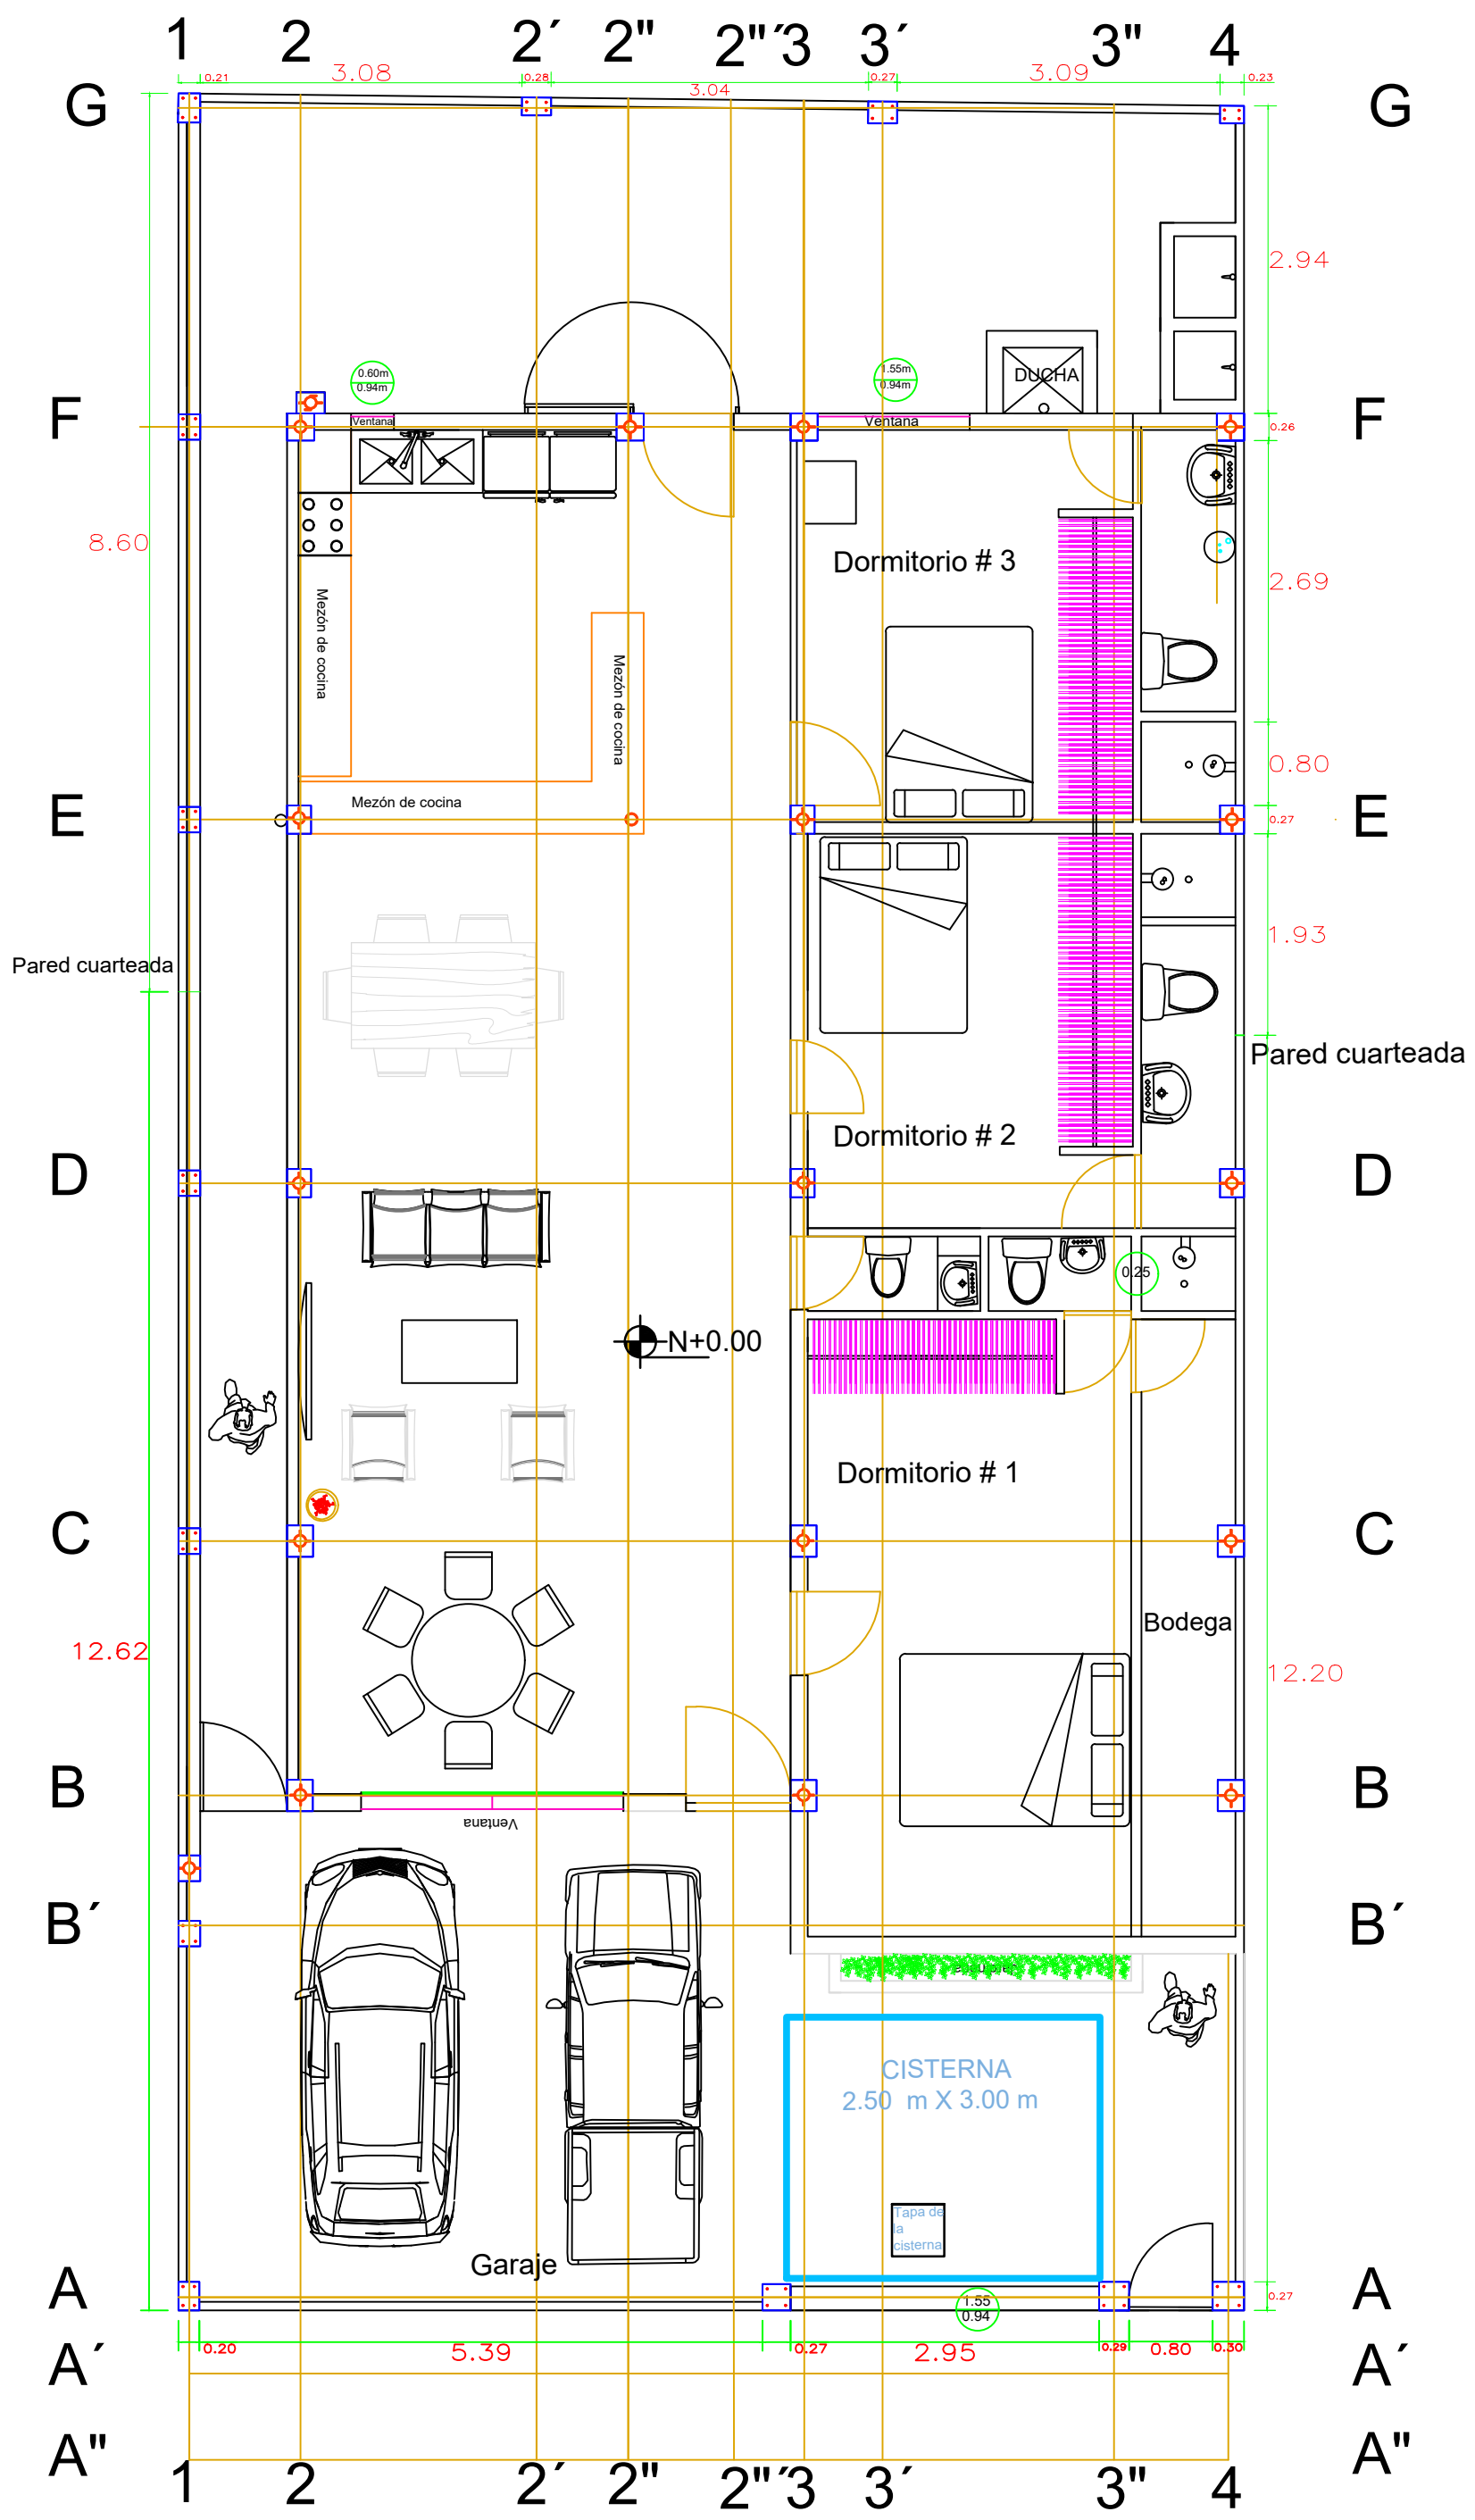 1 2 2´ 2" 2"´ 3 3´ 3" 4
0.21 3.08 0.28 3.04 0.27 3.09 0.23
G G
2.94
0.60m
0.94m
1.55m
0.94m
DUCHA
F F
Ventana
Ventana
0.26
8.60
Dormitorio # 3
2.69
Mezón de cocina
Mezón de cocina
0.80
Mezón de cocina
E E
0.27
1.93
Pared cuarteada
Pared cuarteada
Dormitorio # 2
D D
0.25
N+0.00
Dormitorio # 1
C C
Bodega
12.62
12.20
B B
Ventana
B´ B´
Jardinera
CISTERNA
2.50 m X 3.00 m
Tapa de
la
cisterna
Garaje
A A
0.27
1.55
0.94
0.20 5.39 0.27 2.95 0.29 0.80 0.30
A´ A´
A" A"
1 2 2´ 2" 2"´ 3 3´ 3" 4